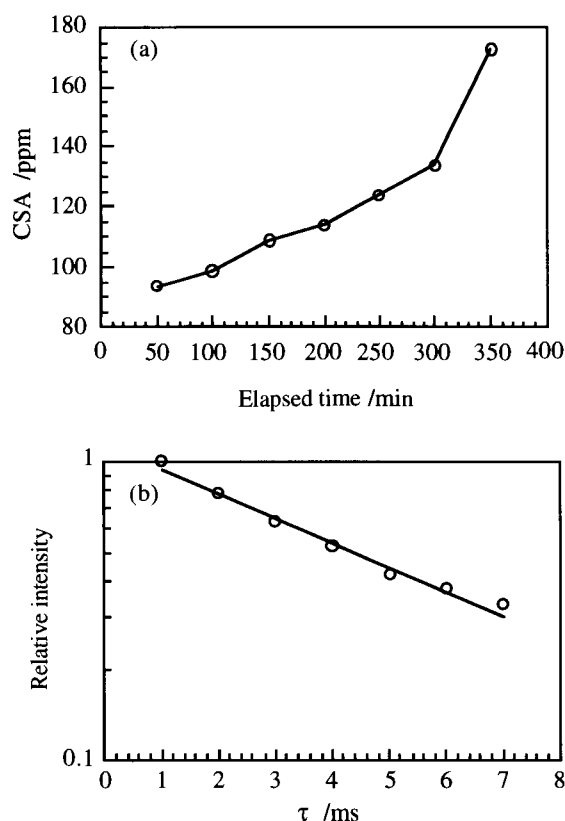 (a)
180
160
140
120
100
80
CSA /ppm
0 50 100 150 200 250 300 350 400
Elapsed time /min
(b)
1
0.1
Relative intensity
0 1 2 3 4 5 6 7 8
τ /ms